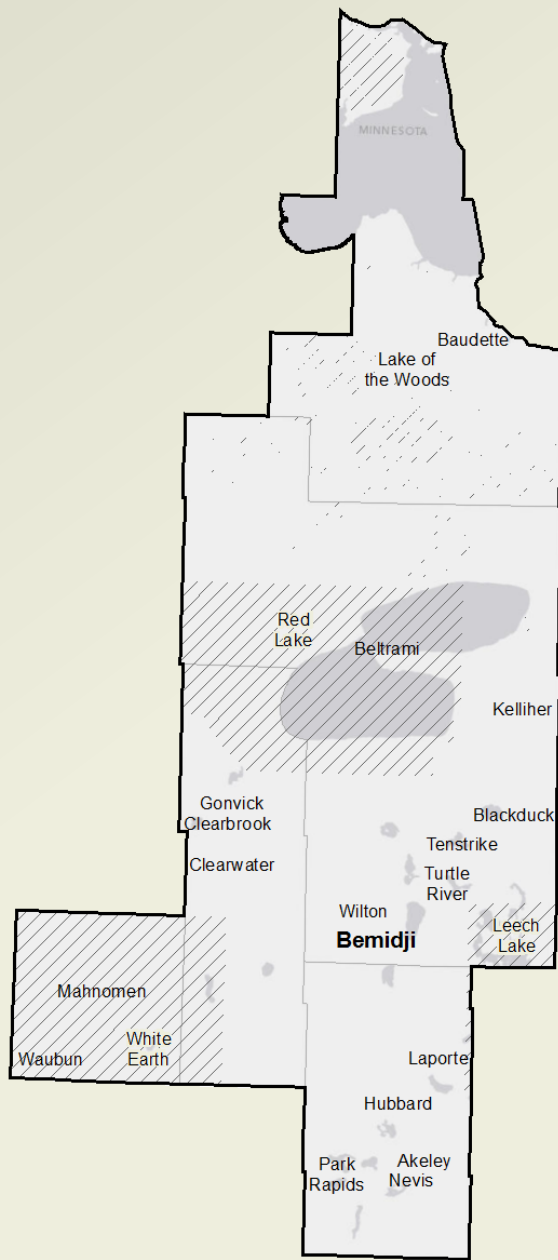 MINNESOTA
Baudette
Lake of
the Woods
Red
Lake
Beltrami
Kelliher
Gonvick
Clearbrook
Blackduck
Tenstrike
Clearwater
Turtle
River
Wilton
Leech
Lake
Bemidji
Mahnomen
White
Earth
Waubun
Laporte
Hubbard
Park
Rapids
Akeley
Nevis